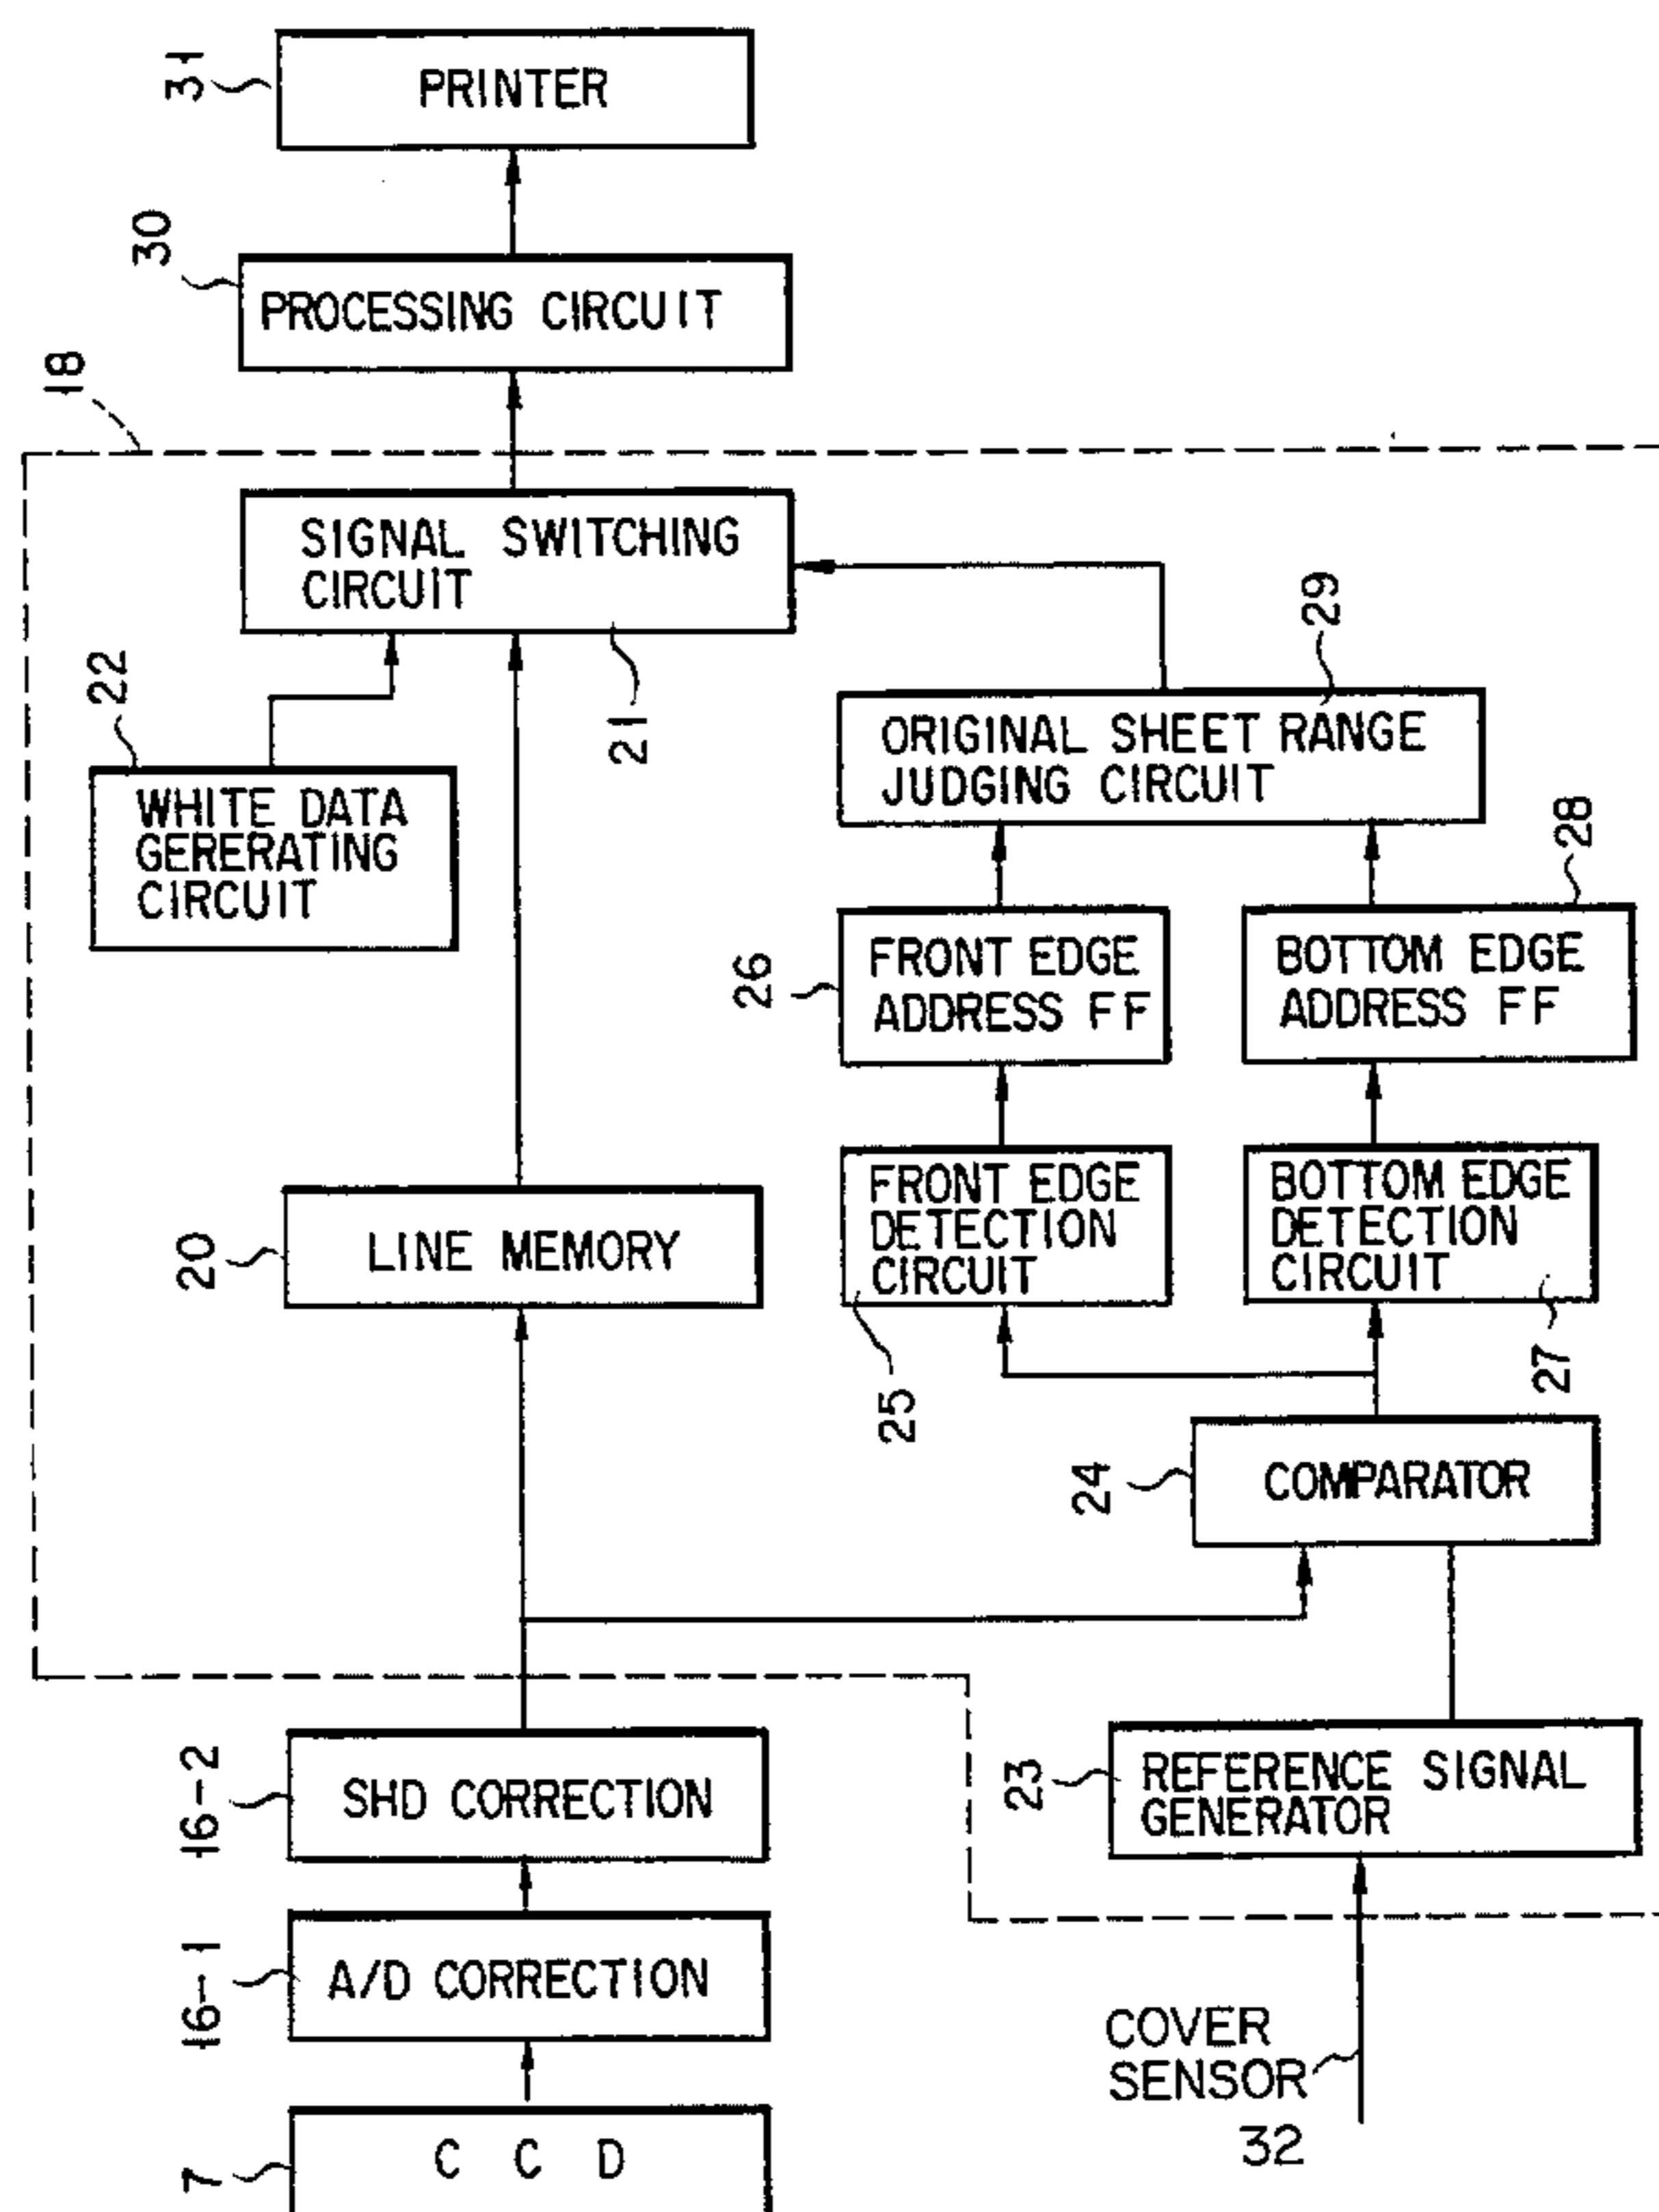 31
PRINTER
30
PROCESSING CIRCUIT
18
SIGNAL SWITCHING
CIRCUIT
21
22
WHITE DATA
GERERATING
CIRCUIT
29
ORIGINAL SHEET RANGE
JUDGING CIRCUIT
26
FRONT EDGE
ADDRESS FF
28
BOTTOM EDGE
ADDRESS FF
20
LINE MEMORY
FRONT EDGE
DETECTION
CIRCUIT
25
BOTTOM EDGE
DETECTION
CIRCUIT
27
24
COMPARATOR
16-2
SHD CORRECTION
23
REFERENCE SIGNAL
GENERATOR
16-1
A/D CORRECTION
COVER
SENSOR
32
7
CCD